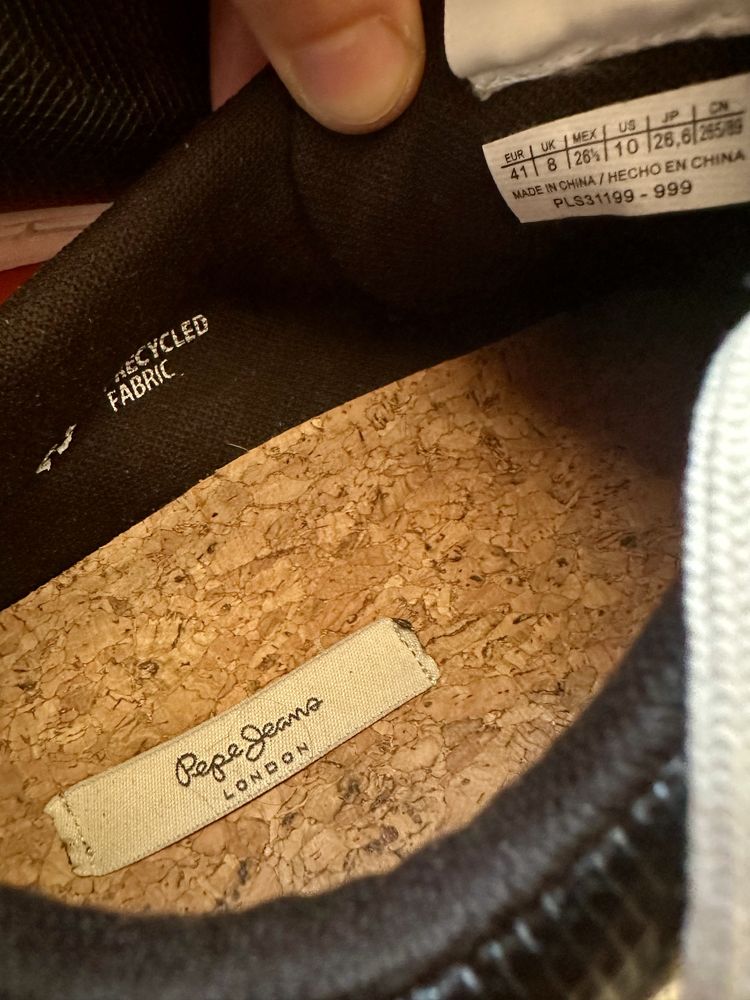 EUR | UK | MEX | US | JP | CN
41 | 8 | 26½ | 10 | 26,6 | 265/89
MADE IN CHINA / HECHO EN CHINA
PLS31199 - 999
RECYCLED
FABRIC
Pepe Jeans
LONDON